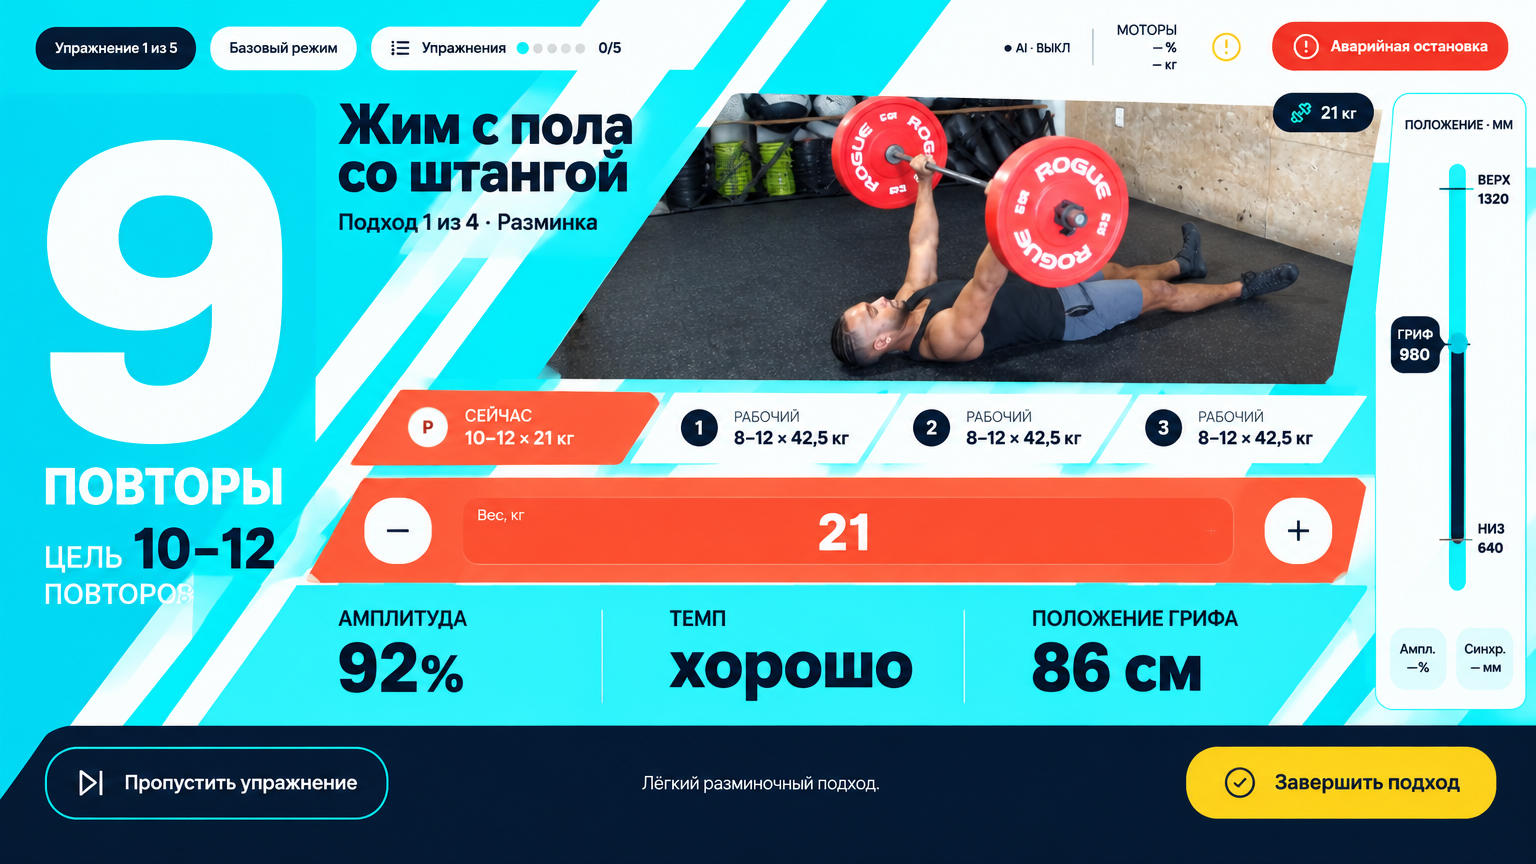 Упражнение 1 из 5
Базовый режим
Упражнения
0/5
AI · ВЫКЛ
МОТОРЫ
— %
— кг
Аварийная остановка
9
ПОВТОРЫ
ЦЕЛЬ 10–12
ПОВТОРОВ
Жим с пола
со штангой
Подход 1 из 4 · Разминка
ROGUE
ROGUE
ROGUE
ROGUE
21 кг
Р
СЕЙЧАС
10–12 × 21 кг
1
РАБОЧИЙ
8–12 × 42,5 кг
2
РАБОЧИЙ
8–12 × 42,5 кг
3
РАБОЧИЙ
8–12 × 42,5 кг
Вес, кг
21
АМПЛИТУДА
92%
ТЕМП
хорошо
ПОЛОЖЕНИЕ ГРИФА
86 см
ПОЛОЖЕНИЕ · ММ
ВЕРХ
1320
ГРИФ
980
НИЗ
640
Ампл.
—%
Синхр.
— мм
Пропустить упражнение
Лёгкий разминочный подход.
Завершить подход